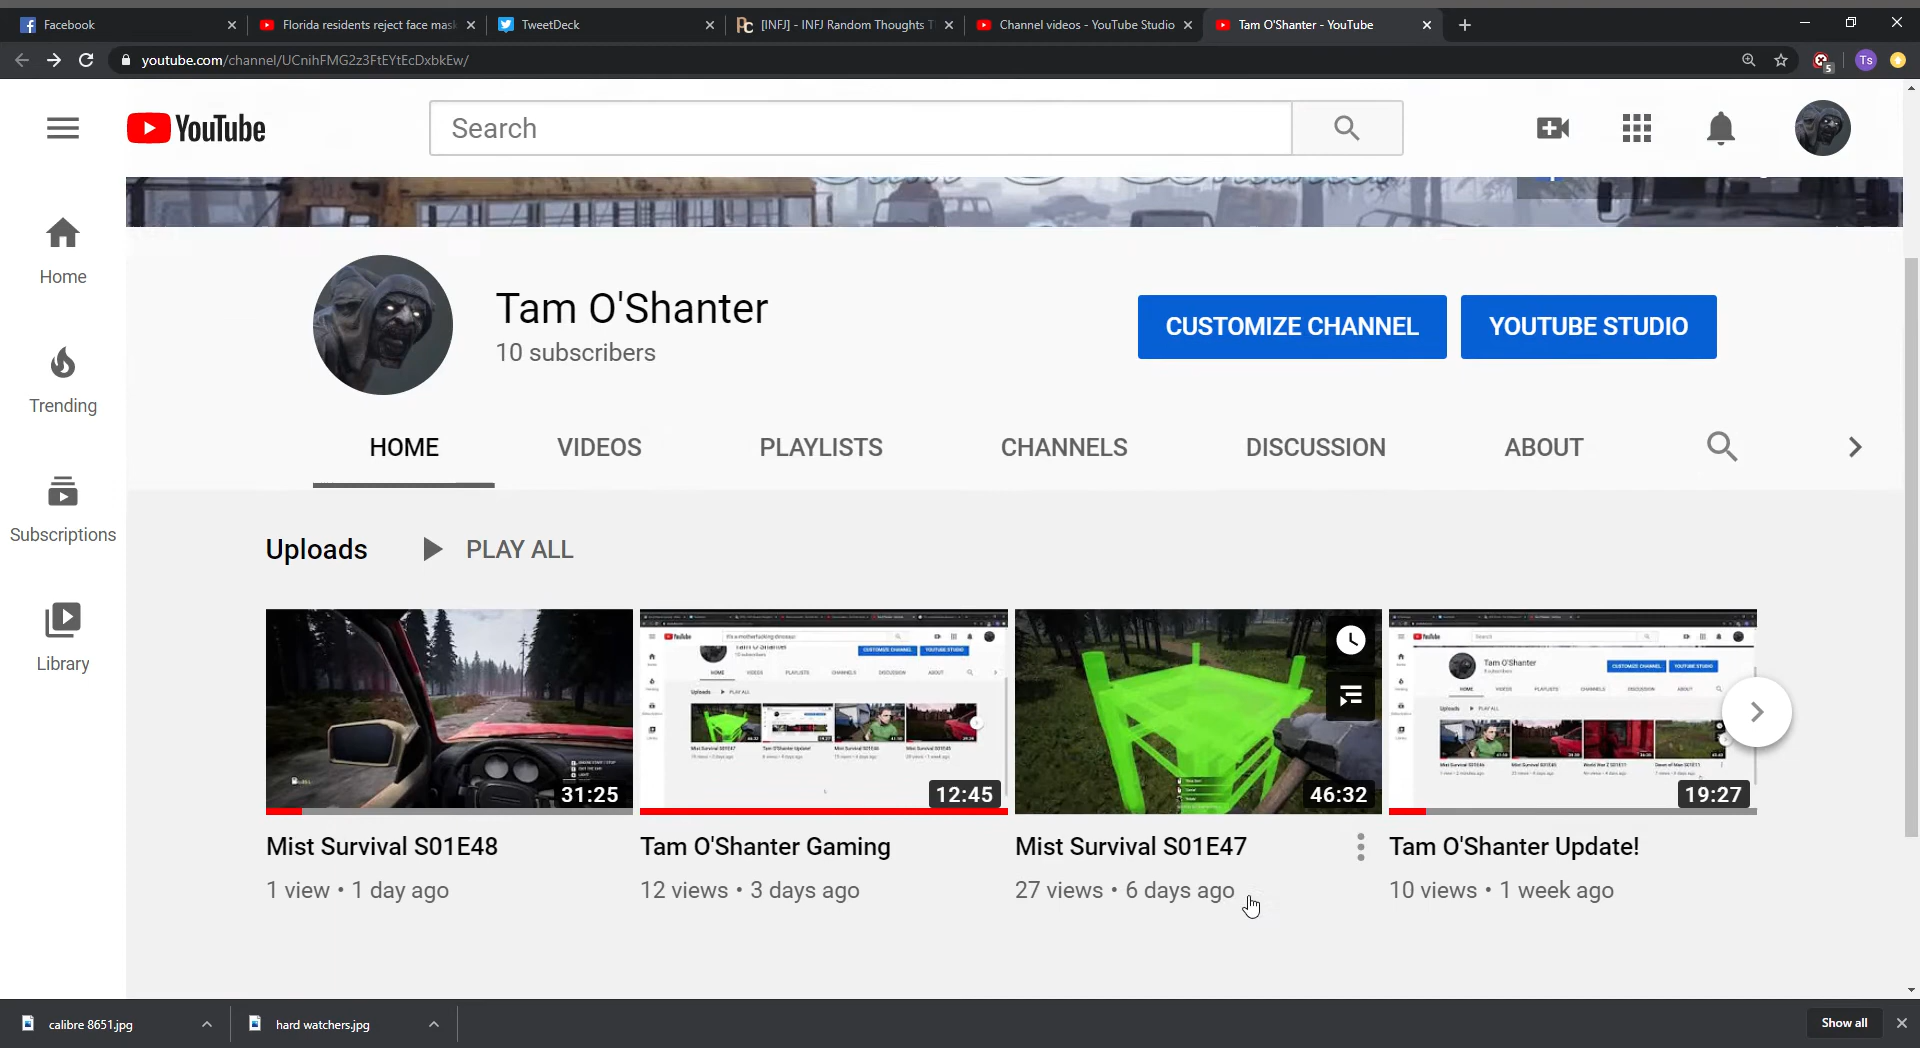 Facebook
Florida residents reject face mask
TweetDeck
[INFJ] - INFJ Random Thoughts T
Channel videos - YouTube Studio
Tam O'Shanter - YouTube
youtube.com/channel/UCnihFMG2z3FtEYtEcDxbkEw/
5
Ts
YouTube
Search
Home
Trending
Subscriptions
Library
Tam O'Shanter
10 subscribers
CUSTOMIZE CHANNEL
YOUTUBE STUDIO
HOME VIDEOS PLAYLISTS CHANNELS DISCUSSION ABOUT
Uploads PLAY ALL
31:25
12:45
46:32
19:27
Mist Survival S01E48
1 view • 1 day ago
Tam O'Shanter Gaming
12 views • 3 days ago
Mist Survival S01E47
27 views • 6 days ago
Tam O'Shanter Update!
10 views • 1 week ago
calibre 8651.jpg
hard watchers.jpg
Show all